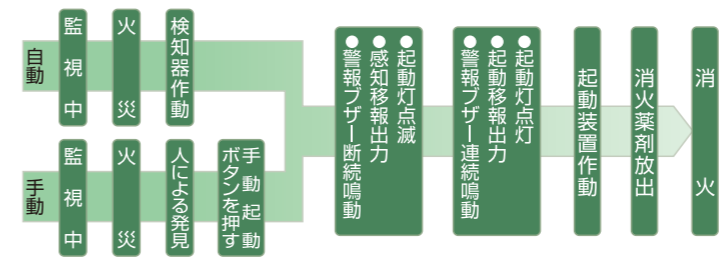 自動
監視中
火災
検知器作動
手動
監視中
火災
人による発見
手動起動
ボタンを押す
●起動灯点滅
●感知移報出力
●警報ブザー断続鳴動
●起動灯点灯
●起動移報出力
●警報ブザー連続鳴動
起動装置作動
消火薬剤放出
消火